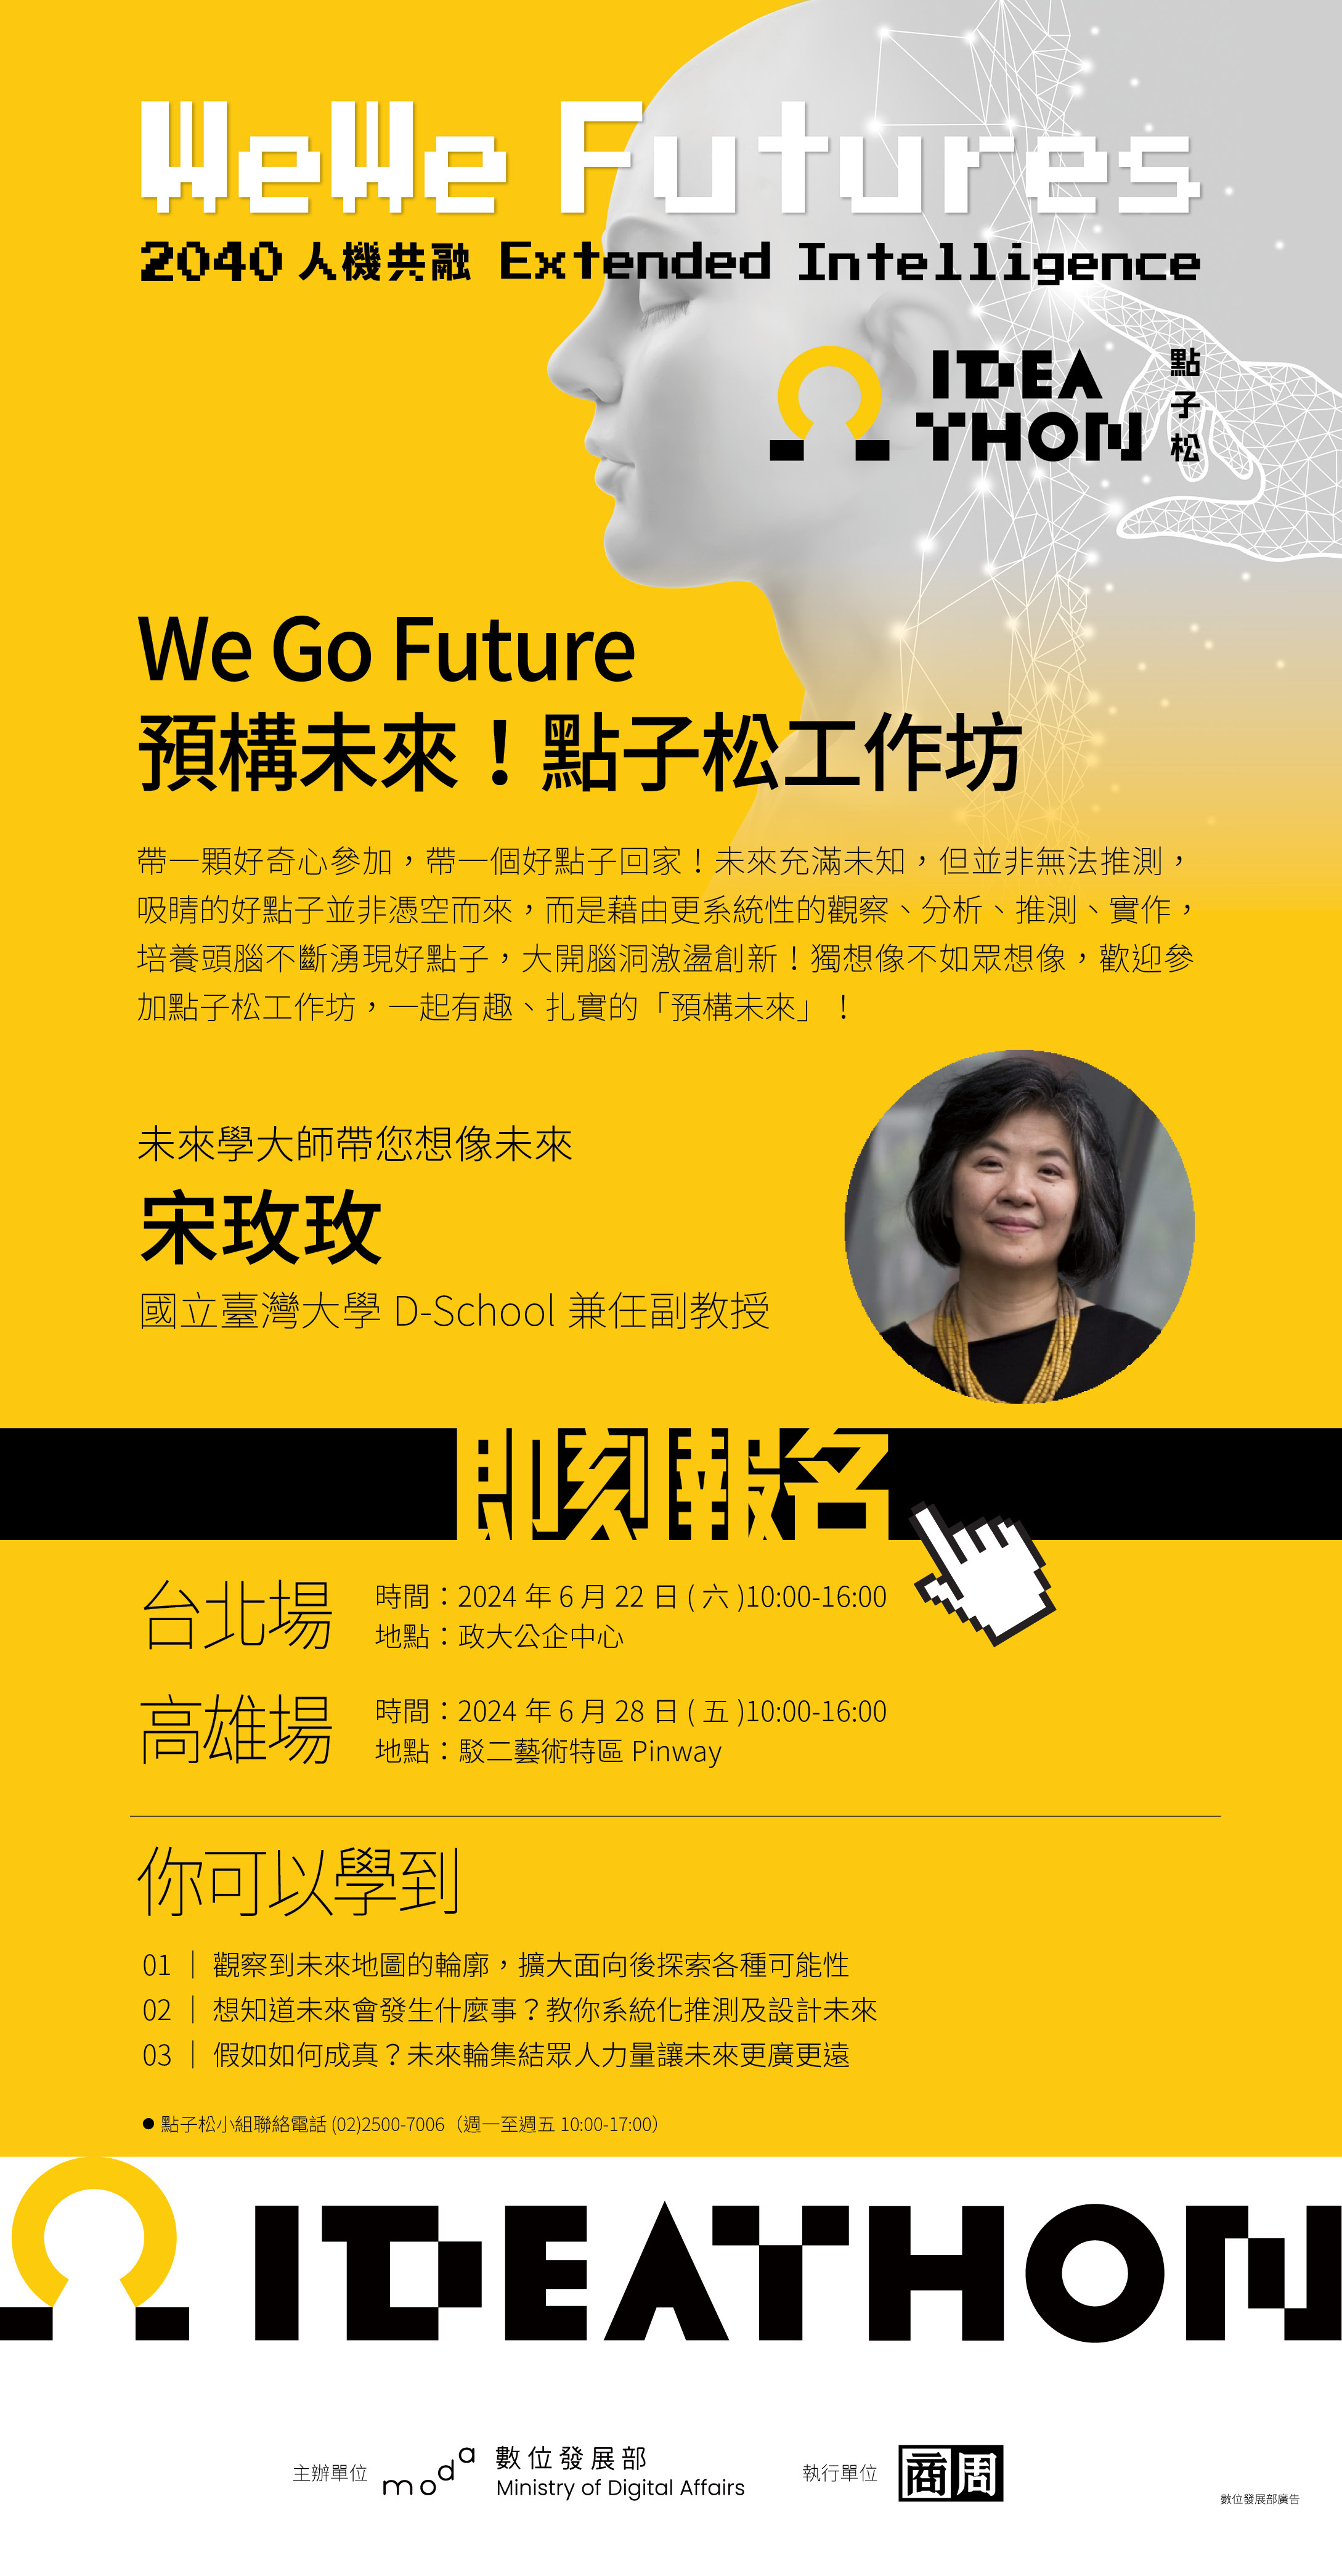 WeWe Futures
2040 人機共融 Extended Intelligence
IDEA
THON
點子松
We Go Future
預構未來！點子松工作坊
帶一顆好奇心參加，帶一個好點子回家！未來充滿未知，但並非無法推測，
吸睛的好點子並非憑空而來，而是藉由更系統性的觀察、分析、推測、實作，
培養頭腦不斷湧現好點子，大開腦洞激盪創新！獨想像不如眾想像，歡迎參
加點子松工作坊，一起有趣、扎實的「預構未來」！
未來學大師帶您想像未來
宋玫玫
國立臺灣大學 D-School 兼任副教授
即刻報名
台北場
時間：2024 年 6 月 22 日 ( 六 )10:00-16:00
地點：政大公企中心
高雄場
時間：2024 年 6 月 28 日 ( 五 )10:00-16:00
地點：駁二藝術特區 Pinway
你可以學到
01｜觀察到未來地圖的輪廓，擴大面向後探索各種可能性
02｜想知道未來會發生什麼事？教你系統化推測及設計未來
03｜假如如何成真？未來輪集結眾人力量讓未來更廣更遠
●點子松小組聯絡電話 (02)2500-7006（週一至週五 10:00-17:00）
IDEATHON
主辦單位
moda
數位發展部
Ministry of Digital Affairs
執行單位
商周
數位發展部廣告